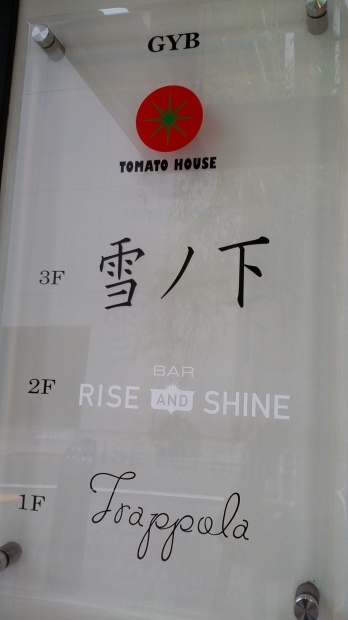 GYB
TOMATO HOUSE
3F 雪ノ下
BAR
2F RISE AND SHINE
1F Trappola